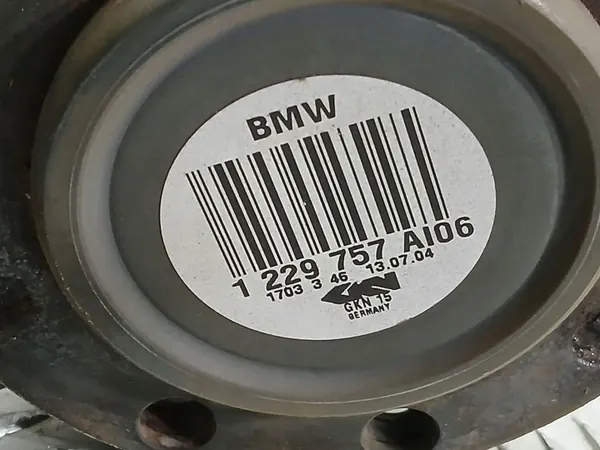 BMW
1 229 757 AI06
1703 3 46 13.07.04
GKN 15
GERMANY